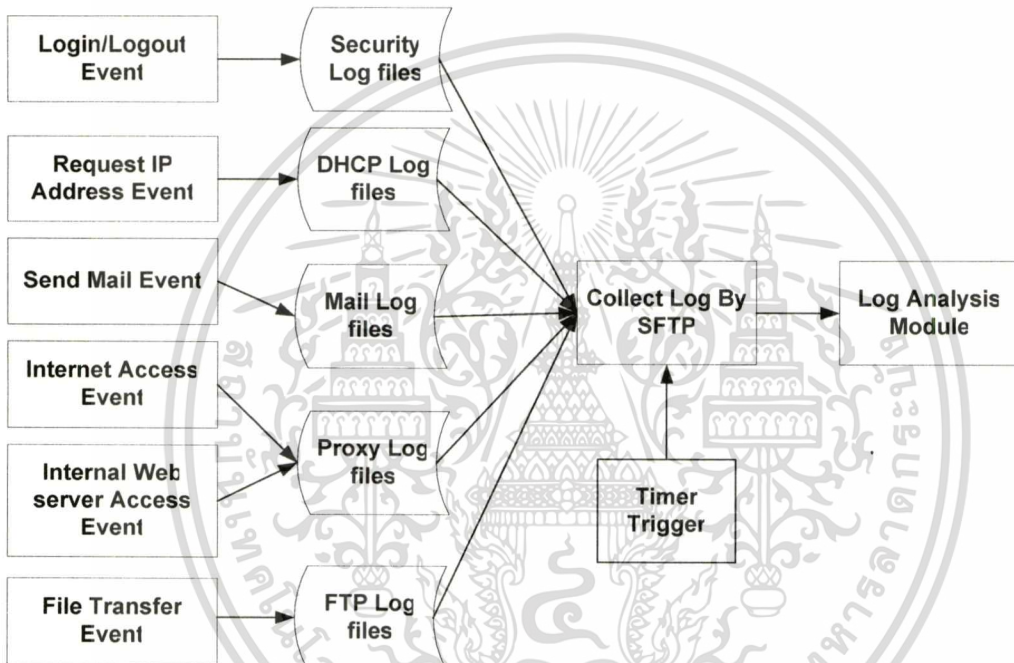 Login/Logout
Event
Security
Log files
Request IP
Address Event
DHCP Log
files
Send Mail Event
Mail Log
files
Internet Access
Event
Internal Web
server Access
Event
Proxy Log
files
File Transfer
Event
FTP Log
files
Collect Log By
SFTP
Timer
Trigger
Log Analysis
Module